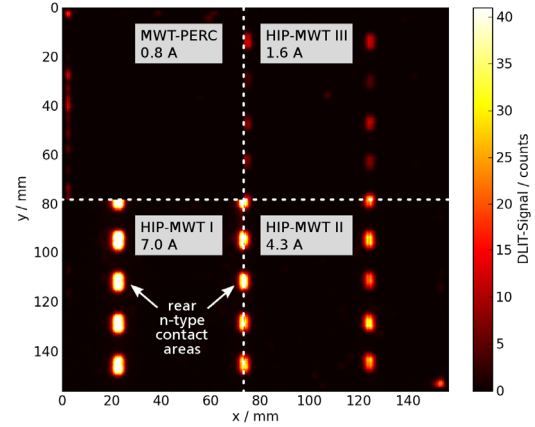 MWT-PERC
0.8 A
HIP-MWT III
1.6 A
HIP-MWT I
7.0 A
HIP-MWT II
4.3 A
rear
n-type
contact
areas
0
20
40
60
80
100
120
140
y / mm
0
20
40
60
80
100
120
140
x / mm
40
35
30
25
20
15
10
5
0
DLIT-Signal / counts